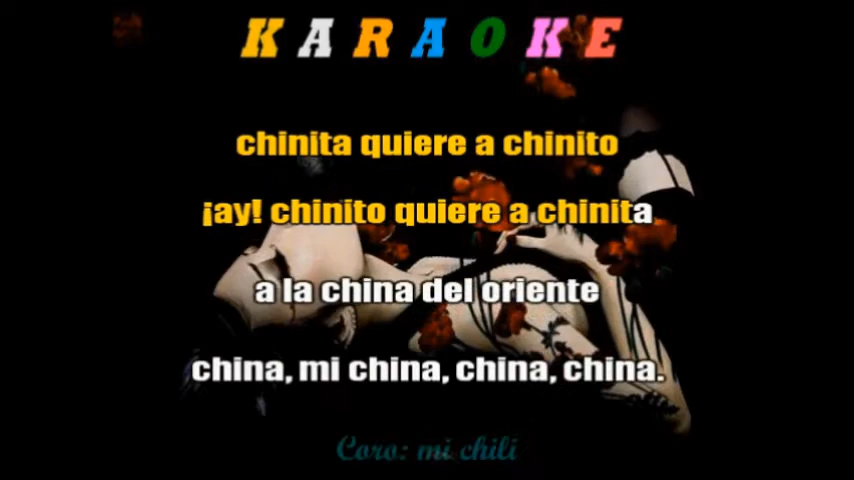 KARAOKE
chinita quiere a chinito
¡ay! chinito quiere a chinita
a la china del oriente
china, mi china, china, china.
Coro: mi chili